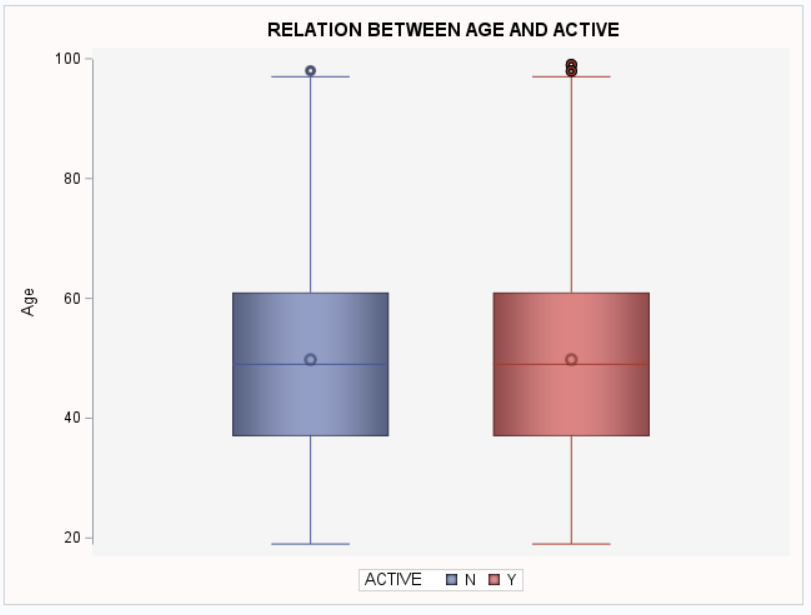 RELATION BETWEEN AGE AND ACTIVE
100
80
60
40
20
Age
ACTIVE N Y